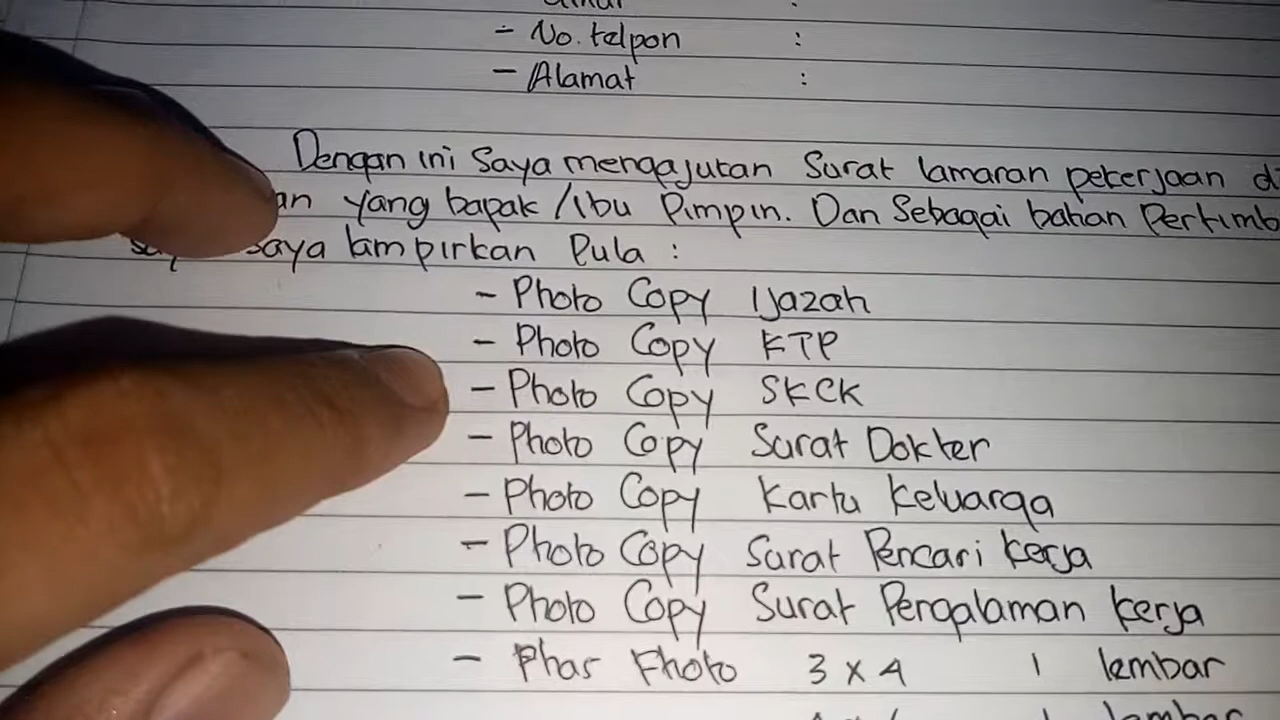 :
- No. telpon :
- Alamat :
Dengan ini Saya mengajukan Surat lamaran pekerjaan
yang bapak / Ibu Pimpin. Dan Sebagai bahan
saya lampirkan Pula :
- Photo Copy Ijazah
- Photo Copy KTP
- Photo Copy SKCK
- Photo Copy Surat Dokter
- Photo Copy Kartu Keluarga
- Photo Copy Surat Pencari kerja
- Photo Copy Surat Pengalaman kerja
- Phas Fhoto 3 x 4 1 lembar
lembar